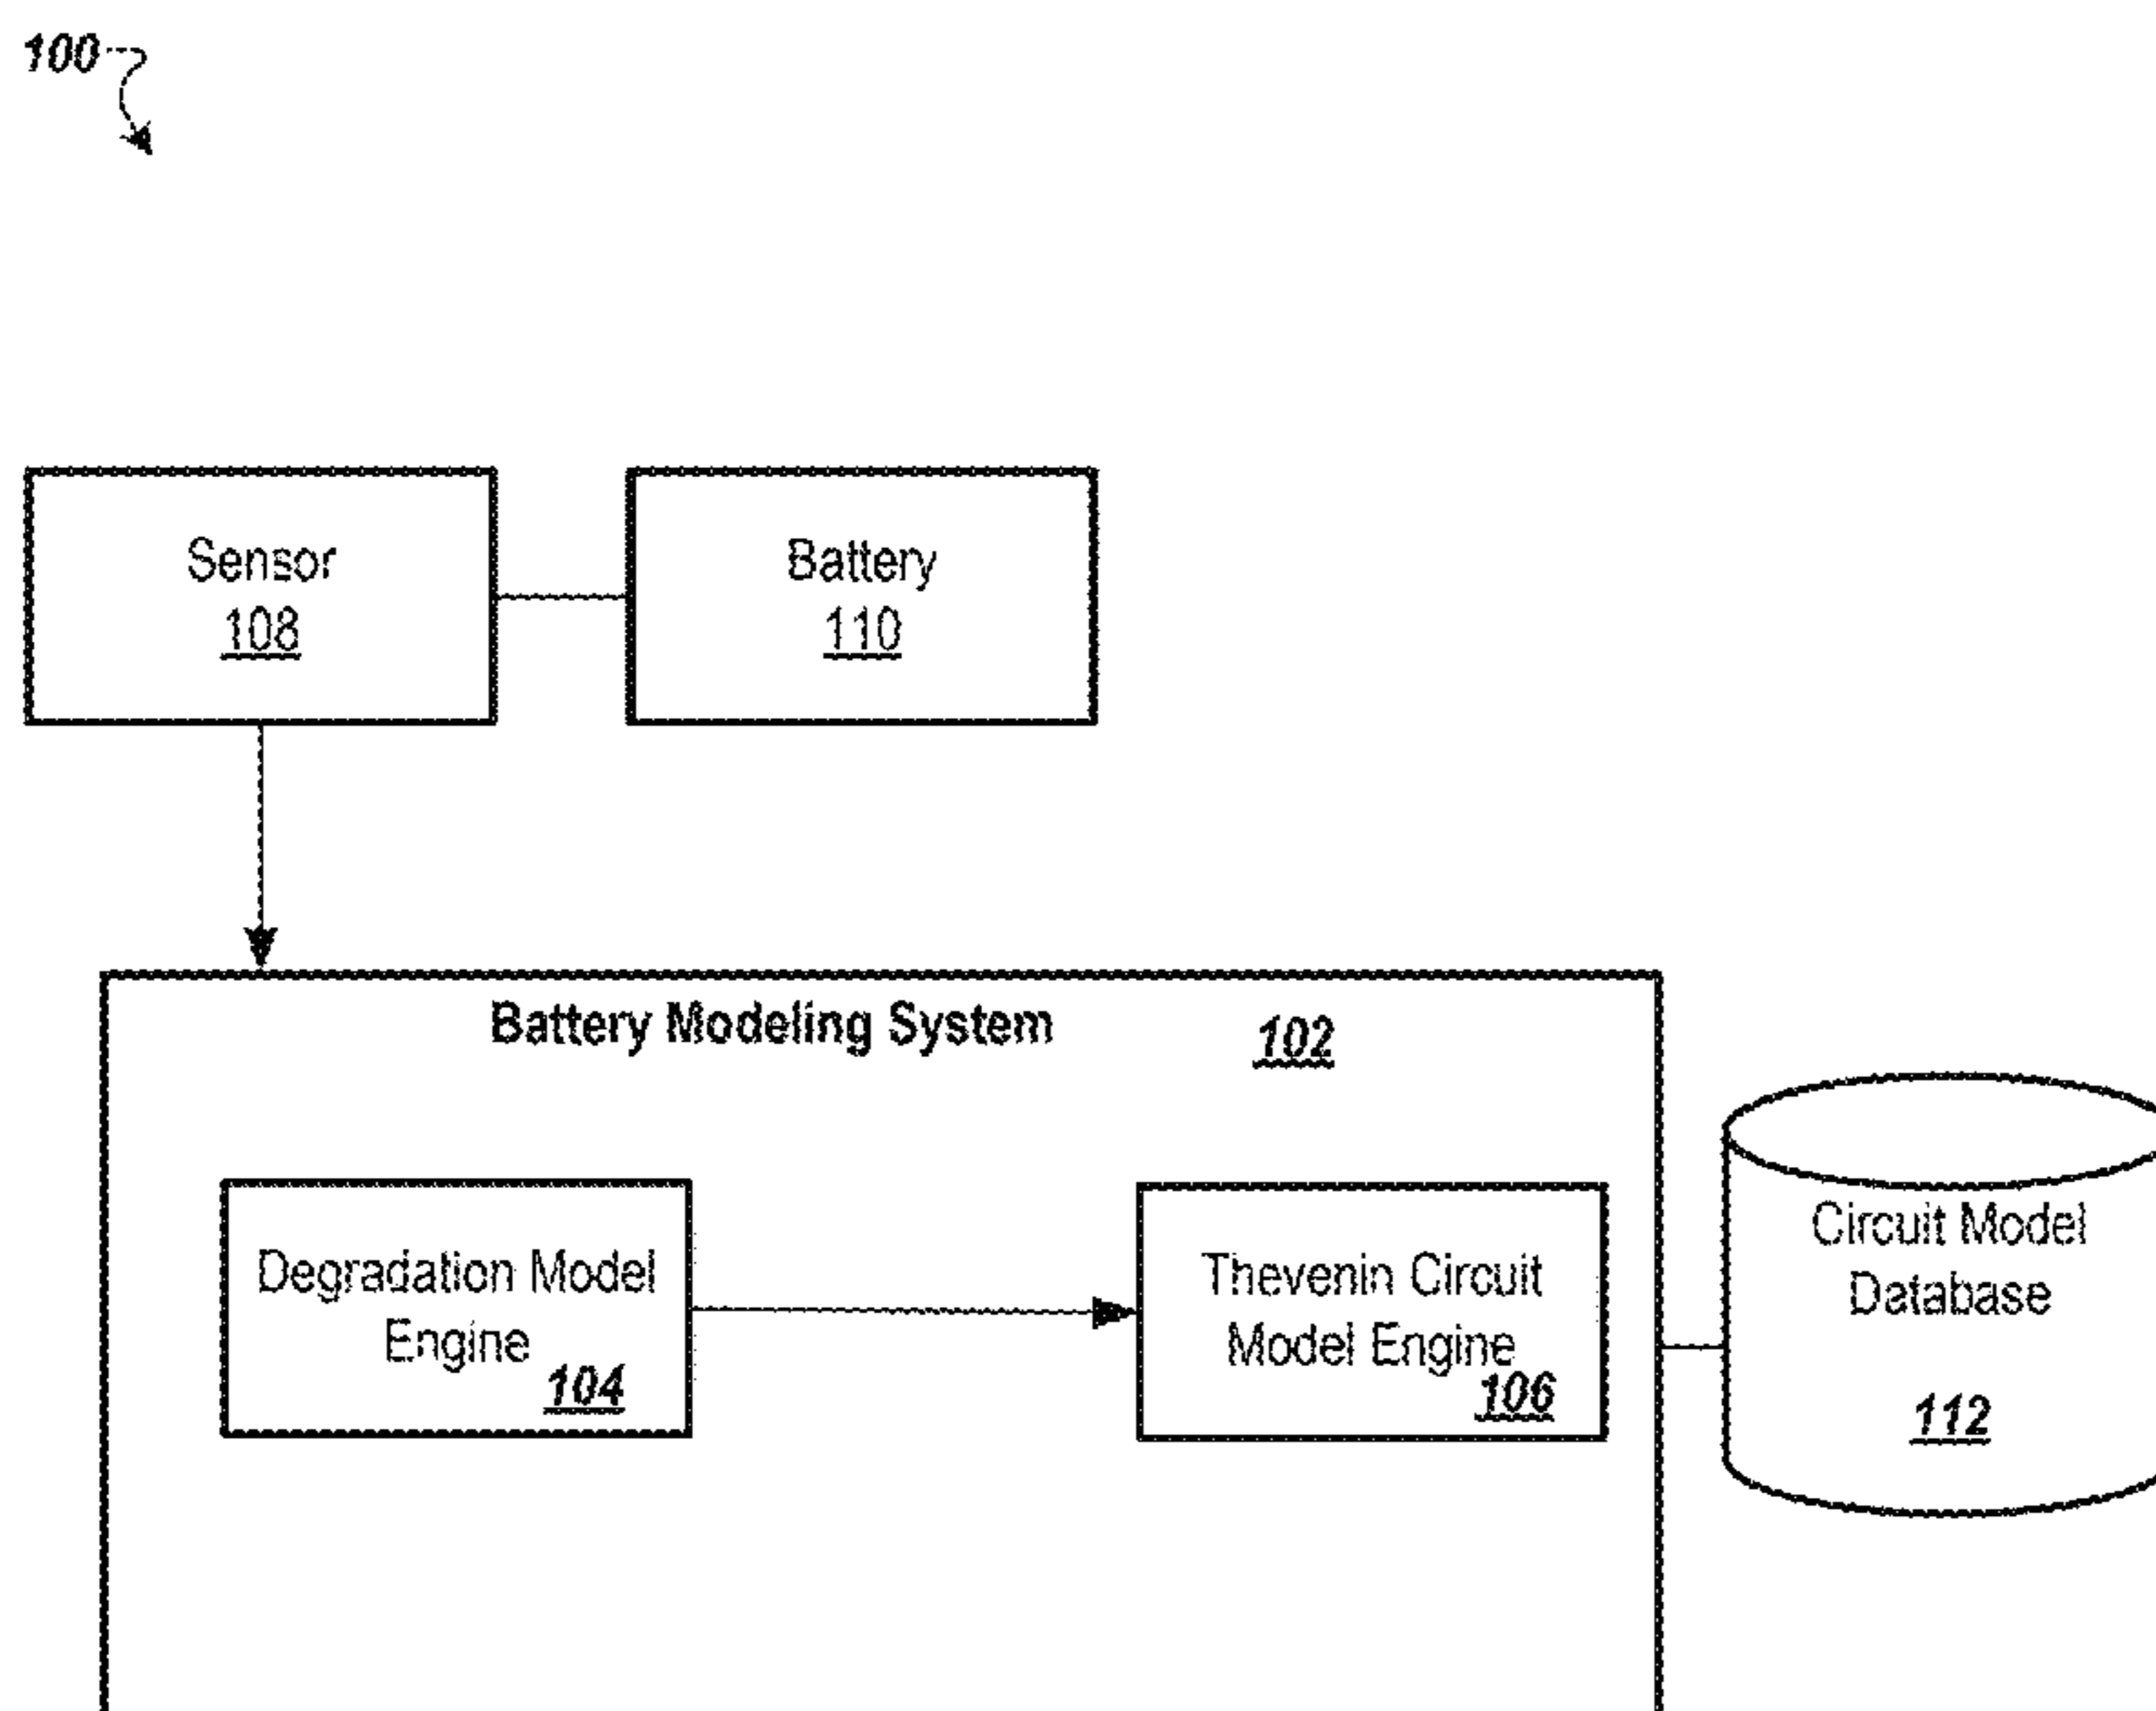 100
Sensor
108
Battery
110
Battery Modeling System
102
Degradation Model
Engine
104
Thevenin Circuit
Model Engine
106
Circuit Model
Database
112